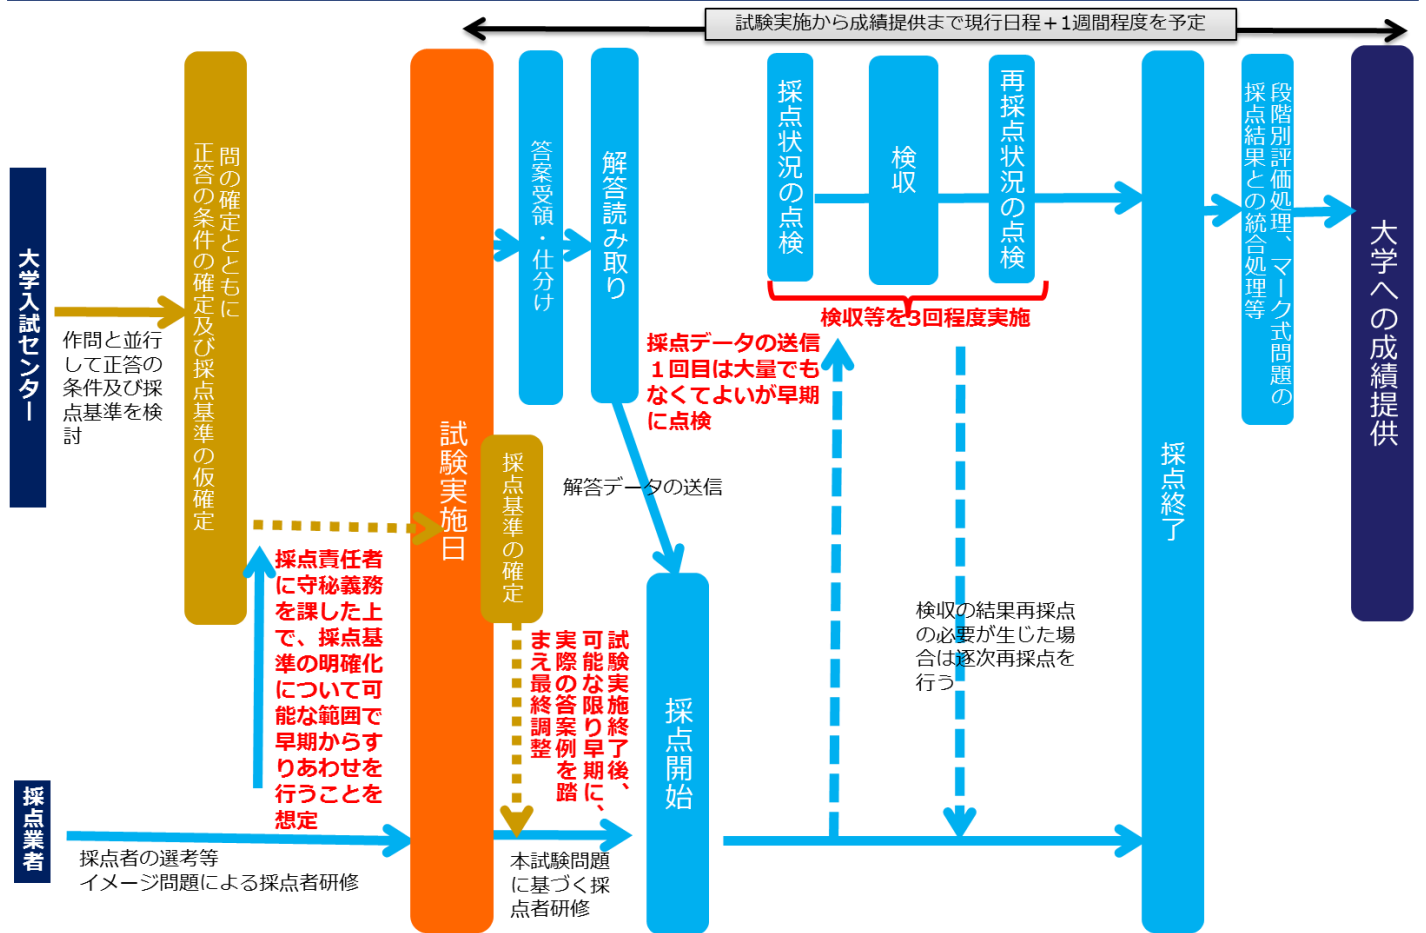 試験実施から成績提供まで現行日程＋1週間程度を予定
大学入試センター
作問と並行
して正答の
条件及び採
点基準を検
討
問の確定とともに
正答の条件の確定及び採点基準の仮確定
試験実施日
答案受領・仕分け
解答読み取り
採点基準の確定
解答データの送信
採点データの送信
１回目は大量でも
なくてよいが早期
に点検
採点状況の点検
検収
再採点状況の点検
検収等を3回程度実施
採点終了
段階別評価処理、マーク式問題の
採点結果との統合処理等
大学への成績提供
採点責任者
に守秘義務
を課した上
で、採点基
準の明確化
について可
能な範囲で
早期からす
りあわせを
行うことを
想定
試験実施終了後、
可能な限り早期に、
実際の答案例を踏
まえ最終調整
採点開始
検収の結果再採点
の必要が生じた場
合は逐次再採点を
行う
採点業者
採点者の選考等
イメージ問題による採点者研修
本試験問題
に基づく採
点者研修